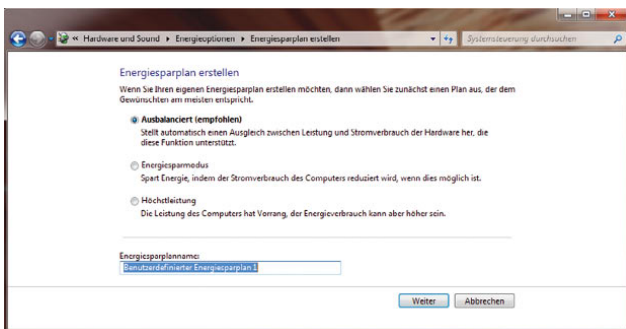 « Hardware und Sound ▸ Energieoptionen ▸ Energiesparplan erstellen
Systemsteuerung durchsuchen
Energiesparplan erstellen
Wenn Sie Ihren eigenen Energiesparplan erstellen möchten, dann wählen Sie zunächst einen Plan aus, der dem
Gewünschten am meisten entspricht.
Ausbalanciert (empfohlen)
Stellt automatisch einen Ausgleich zwischen Leistung und Stromverbrauch der Hardware her, die
diese Funktion unterstützt.
Energiesparmodus
Spart Energie, indem der Stromverbrauch des Computers reduziert wird, wenn dies möglich ist.
Höchstleistung
Die Leistung des Computers hat Vorrang, der Energieverbrauch kann aber höher sein.
Energiesparplanname:
Benutzerdefinierter Energiesparplan 1
Weiter Abbrechen